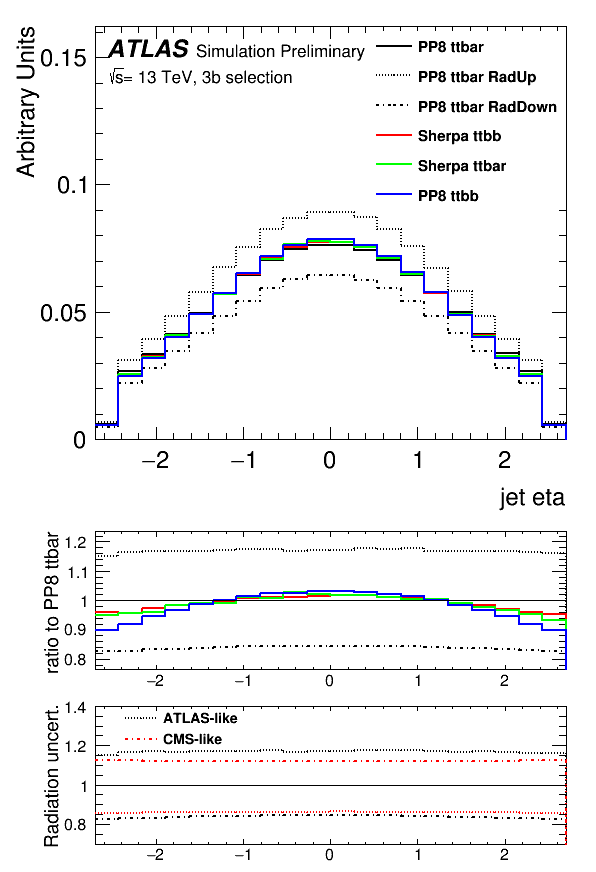 Arbitrary Units
0.15
0.1
0.05
0
ATLAS Simulation Preliminary
√s= 13 TeV, 3b selection
PP8 ttbar
PP8 ttbar RadUp
PP8 ttbar RadDown
Sherpa ttbb
Sherpa ttbar
PP8 ttbb
−2 −1 0 1 2
jet eta
ratio to PP8 ttbar
1.2
1.1
1
0.9
0.8
−2 −1 0 1 2
Radiation uncert.
1.4
1.2
1
0.8
ATLAS-like
CMS-like
−2 −1 0 1 2